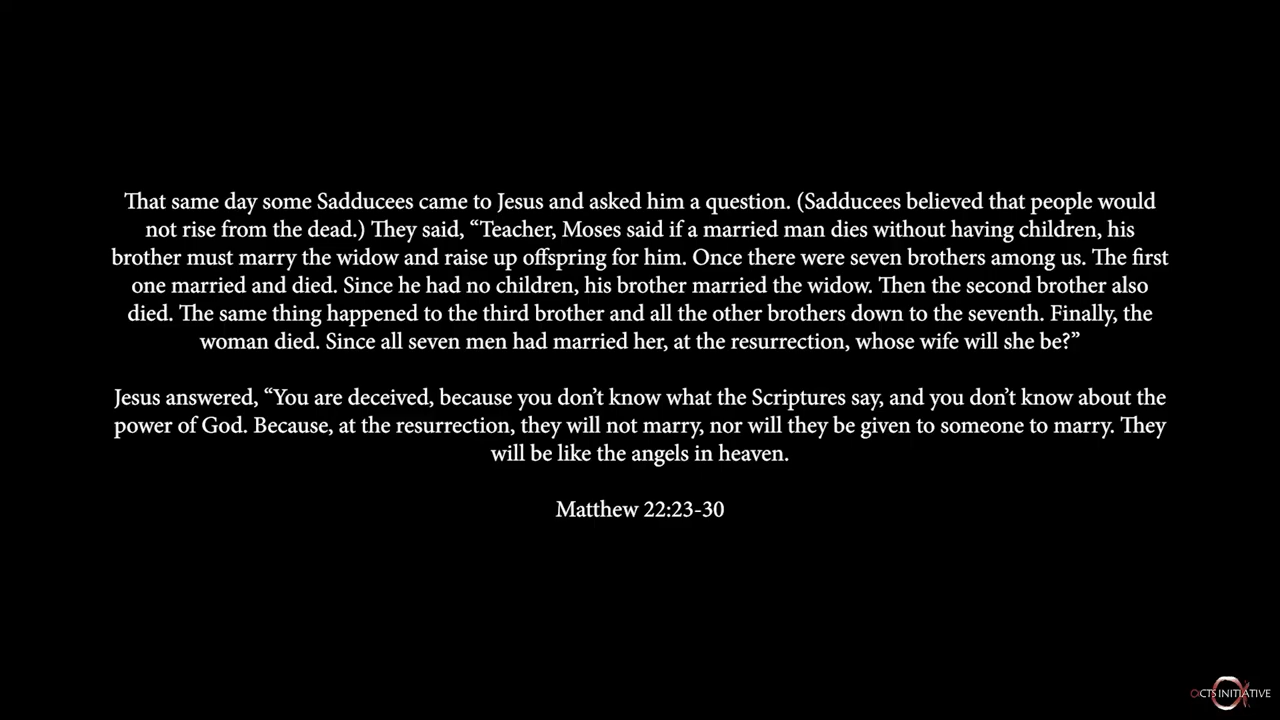 That same day some Sadducees came to Jesus and asked him a question. (Sadducees believed that people would
not rise from the dead.) They said, “Teacher, Moses said if a married man dies without having children, his
brother must marry the widow and raise up offspring for him. Once there were seven brothers among us. The first
one married and died. Since he had no children, his brother married the widow. Then the second brother also
died. The same thing happened to the third brother and all the other brothers down to the seventh. Finally, the
woman died. Since all seven men had married her, at the resurrection, whose wife will she be?”
Jesus answered, “You are deceived, because you don’t know what the Scriptures say, and you don’t know about the
power of God. Because, at the resurrection, they will not marry, nor will they be given to someone to marry. They
will be like the angels in heaven.
Matthew 22:23-30
ACTS INITIATIVE